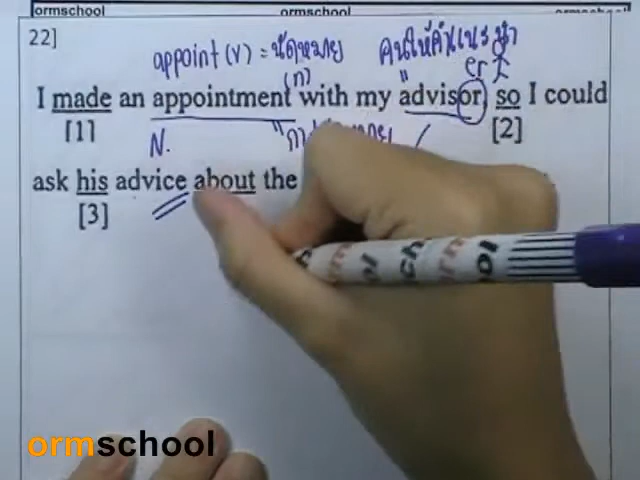 ormschool ormschool ormschool
22]
appoint (v) = นัดหมาย คนให้คำแนะนำ
(n) " er
I made an appointment with my advisor, so I could
[1] N. [2]
ask his advice about the
[3]
ormschool